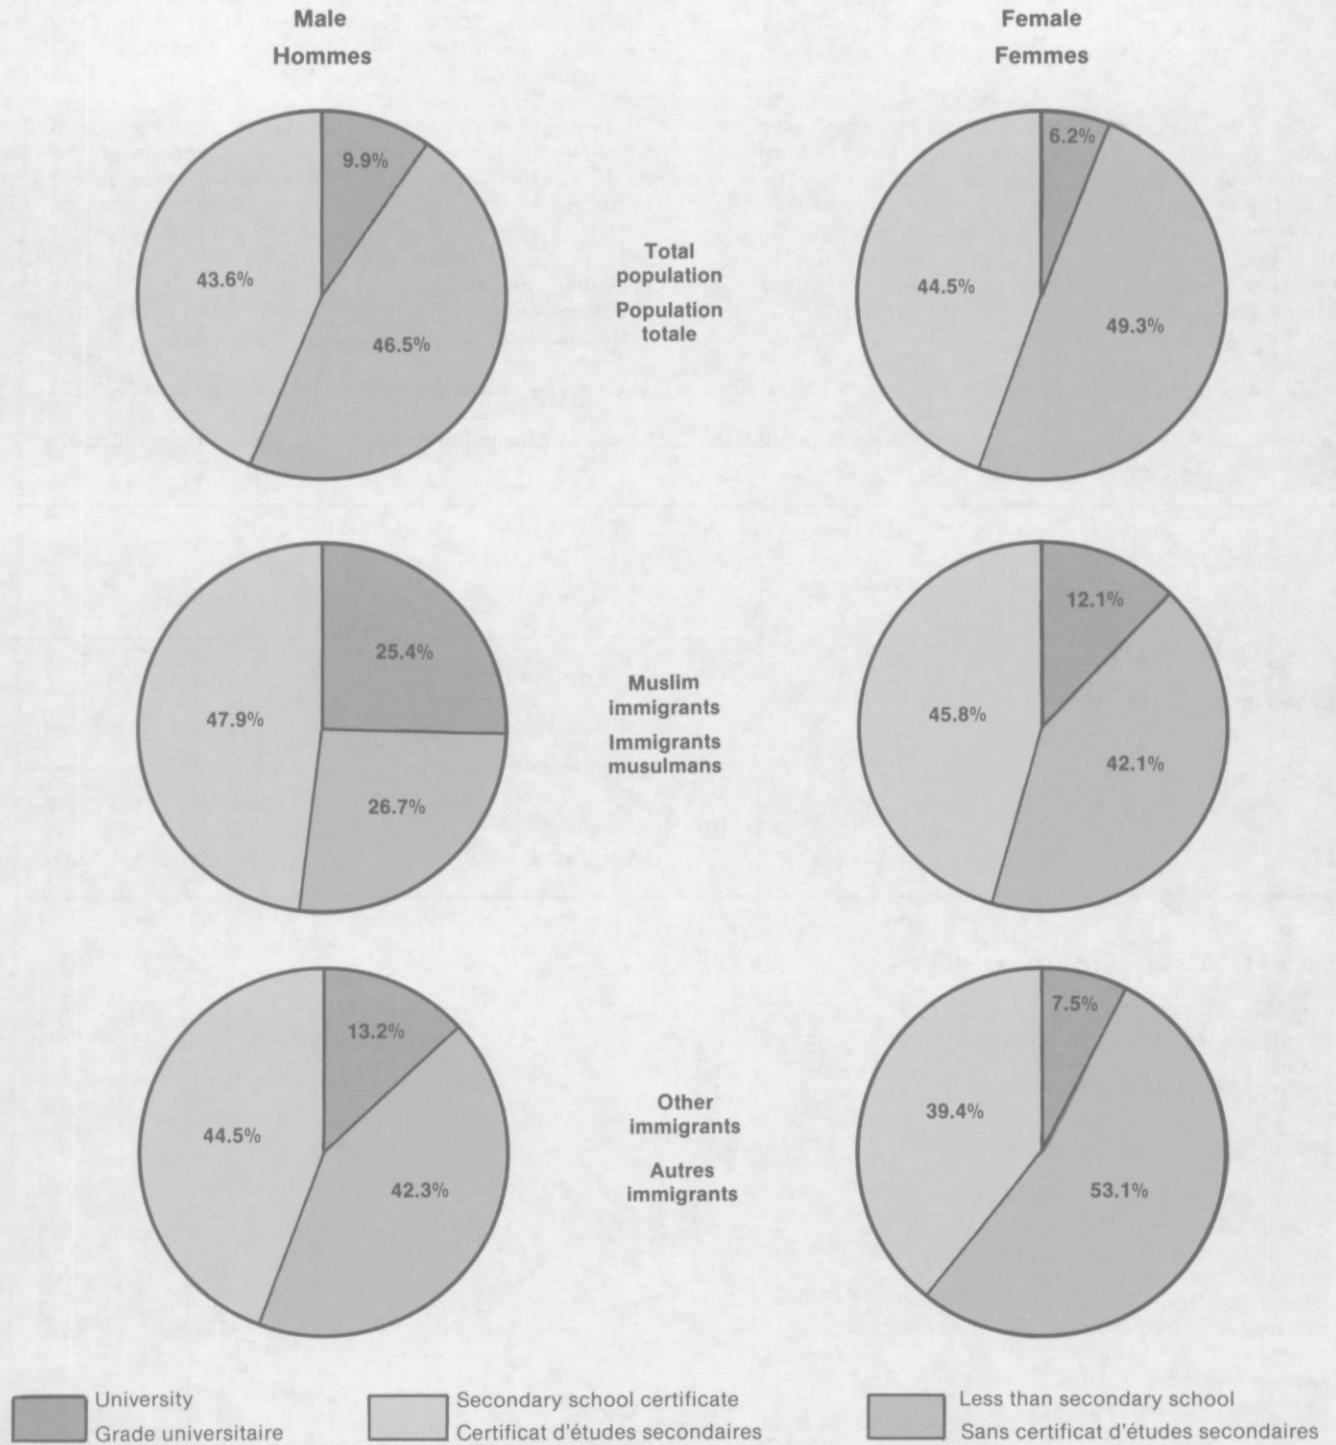 Male
Hommes
Female
Femmes
9.9%
43.6%
46.5%
Total
population
Population
totale
6.2%
44.5%
49.3%
25.4%
47.9%
26.7%
Muslim
immigrants
Immigrants
musulmans
12.1%
45.8%
42.1%
13.2%
44.5%
42.3%
Other
immigrants
Autres
immigrants
7.5%
39.4%
53.1%
University
Grade universitaire
Secondary school certificate
Certificat d'études secondaires
Less than secondary school
Sans certificat d'études secondaires